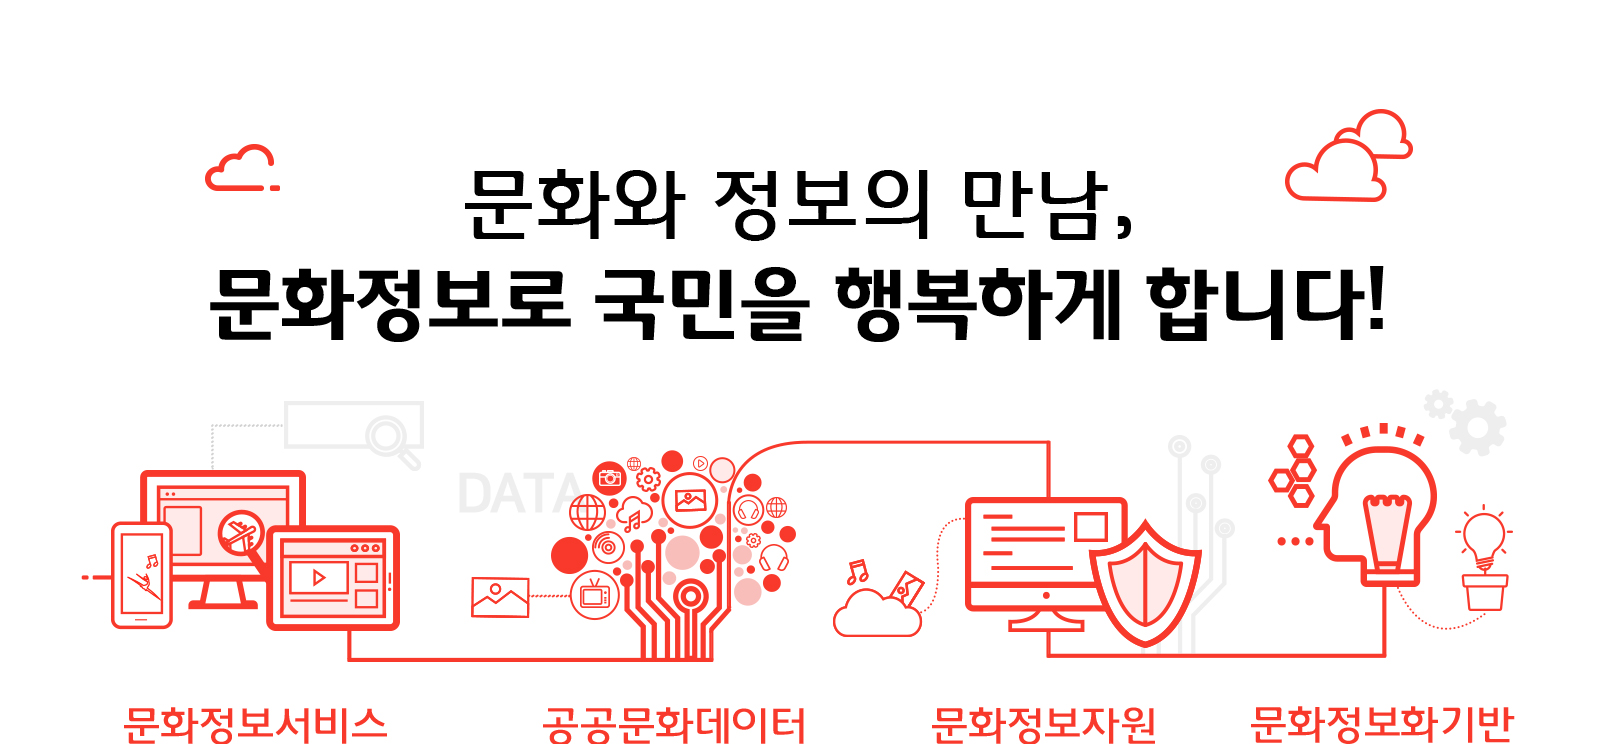 문화와 정보의 만남,
문화정보로 국민을 행복하게 합니다!
DATA
문화정보서비스
공공문화데이터
문화정보자원
문화정보화기반